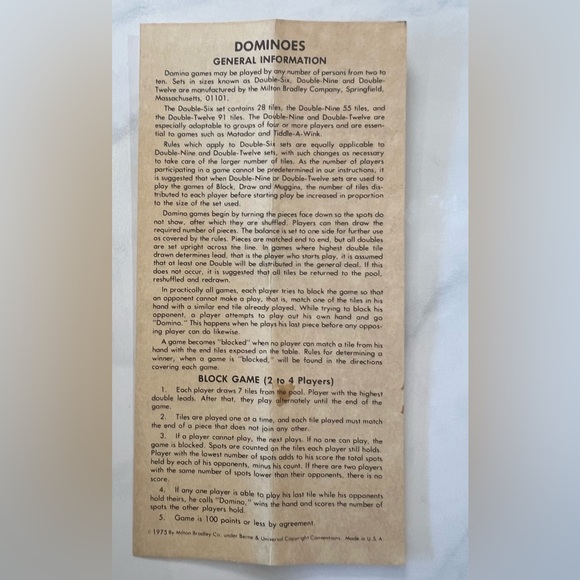 DOMINOES
GENERAL INFORMATION
Domino games may be played by any number of persons from two to
ten. Sets in sizes known as Double-Six, Double-Nine and Double-
Twelve are manufactured by the Milton Bradley Company, Springfield,
Massachusetts, 01101.
The Double-Six set contains 28 tiles, the Double-Nine 55 tiles, and
the Double-Twelve 91 tiles. The Double-Nine and Double-Twelve are
especially adaptable to groups of four or more players and are essen-
tial to games such as Matador and Tiddle-A-Wink.
Rules which apply to Double-Six sets are equally applicable to
Double-Nine and Double-Twelve sets, with such changes as necessary
to take care of the larger number of tiles. As the number of players
participating in a game cannot be predetermined in our instructions, it
is suggested that when Double-Nine or Double-Twelve sets are used to
play the games of Block, Draw and Muggins, the number of tiles dis-
tributed to each player before starting play be increased in proportion
to the size of the set used.
Domino games begin by turning the pieces face down so the spots do
not show, after which they are shuffled. Players can then draw the
required number of pieces. The balance is set to one side for further use
as covered by the rules. Pieces are matched end to end, but all doubles
are set upright across the line. In games where highest double tile
drawn determines lead, that is the player who starts play, it is assumed
that at least one Double will be distributed in the general deal. If this
does not occur, it is suggested that all tiles be returned to the pool,
reshuffled and redrawn.
In practically all games, each player tries to block the game so that
an opponent cannot make a play, that is, match one of the tiles in his
hand with a similar end tile already played. While trying to block his
opponent, a player attempts to play out his own hand and go
"Domino." This happens when he plays his last piece before any oppos-
ing player can do likewise.
A game becomes "blocked" when no player can match a tile from his
hand with the end tiles exposed on the table. Rules for determining a
winner, when a game is "blocked," will be found in the directions
covering each game.
BLOCK GAME (2 to 4 Players)
1. Each player draws 7 tiles from the pool. Player with the highest
double leads. After that, they play alternately until the end of the
game.
2. Tiles are played one at a time, and each tile played must match
the end of a piece that does not join any other.
3. If a player cannot play, the next plays. If no one can play, the
game is blocked. Spots are counted on the tiles each player still holds.
Player with the lowest number of spots adds to his score the total spots
held by each of his opponents, minus his count. If there are two players
with the same number of spots lower than their opponents, there is no
score.
4. If any one player is able to play his last tile while his opponents
hold theirs, he calls "Domino," wins the hand and scores the number of
spots the other players hold.
5. Game is 100 points or less by agreement.
© 1975 By Milton Bradley Co. under Berne & Universal Copyright Conventions. Made in U.S.A.